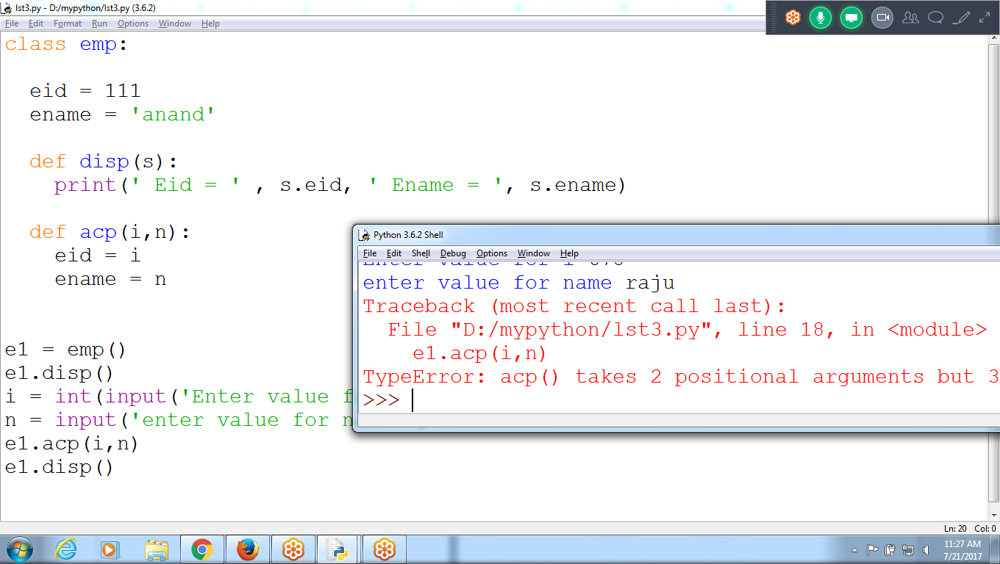 lst3.py - D:/mypython/lst3.py (3.6.2)
File Edit Format Run Options Window Help
class emp:
eid = 111
ename = 'anand'
def disp(s):
print(' Eid = ' , s.eid, ' Ename = ', s.ename)
def acp(i,n):
eid = i
ename = n
e1 = emp()
e1.disp()
i = int(input('Enter value
n = input('enter value for
e1.acp(i,n)
e1.disp()
Python 3.6.2 Shell
File Edit Shell Debug Options Window Help
Enter value for i
enter value for name raju
Traceback (most recent call last):
File "D:/mypython/lst3.py", line 18, in <module>
e1.acp(i,n)
TypeError: acp() takes 2 positional arguments but 3
>>>
Ln: 20 Col: 0
11:27 AM
7/21/2017